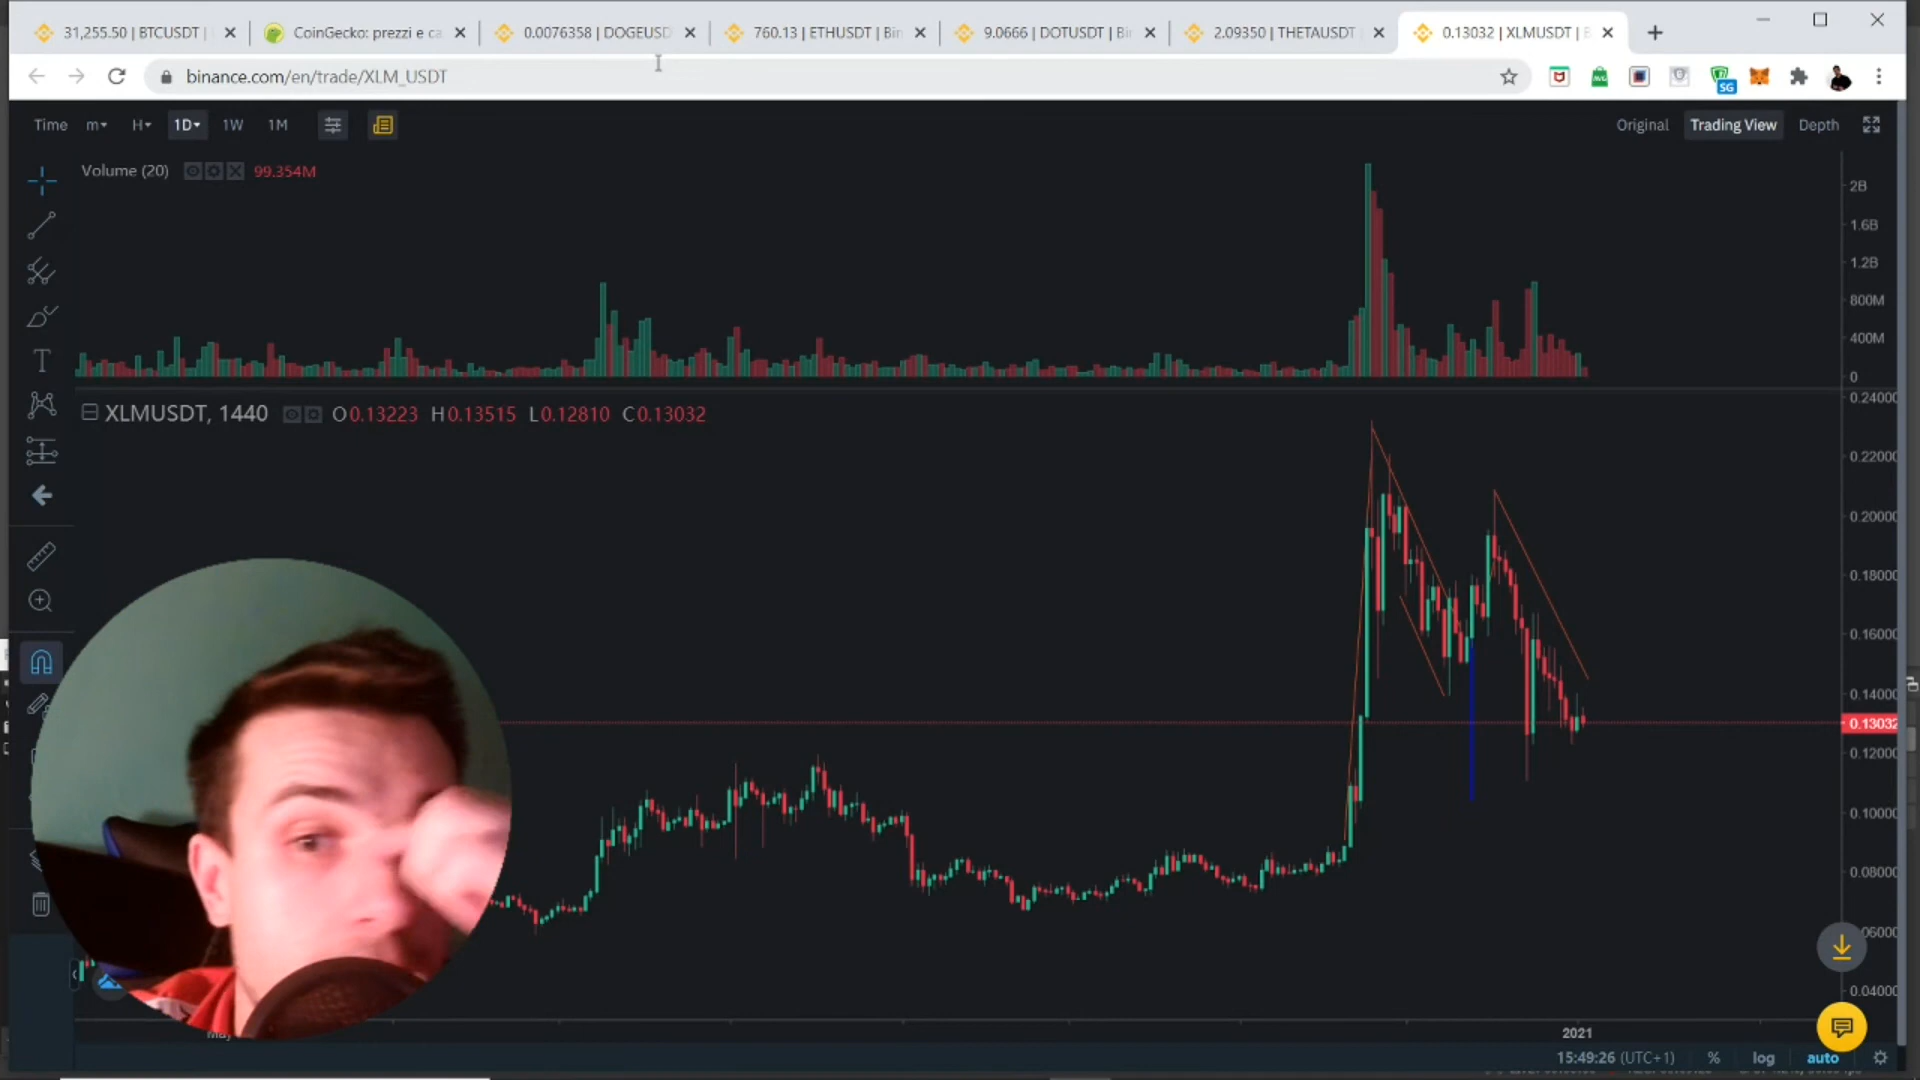 31,255.50 | BTCUSDT |
CoinGecko: prezzi e ca
0.0076358 | DOGEUSD
760.13 | ETHUSDT | Bin
9.0666 | DOTUSDT | Bi
2.09350 | THETAUSDT
0.13032 | XLMUSDT | B
binance.com/en/trade/XLM_USDT
SG
Time m H 1D 1W 1M
Original Trading View Depth
Volume (20) 99.354M
2B
1.6B
1.2B
800M
400M
0
XLMUSDT, 1440 O0.13223 H0.13515 L0.12810 C0.13032
0.24000
0.22000
0.20000
0.18000
0.16000
0.14000
0.13032
0.12000
0.10000
0.08000
06000
0.04000
may
2021
15:49:26 (UTC+1) % log auto